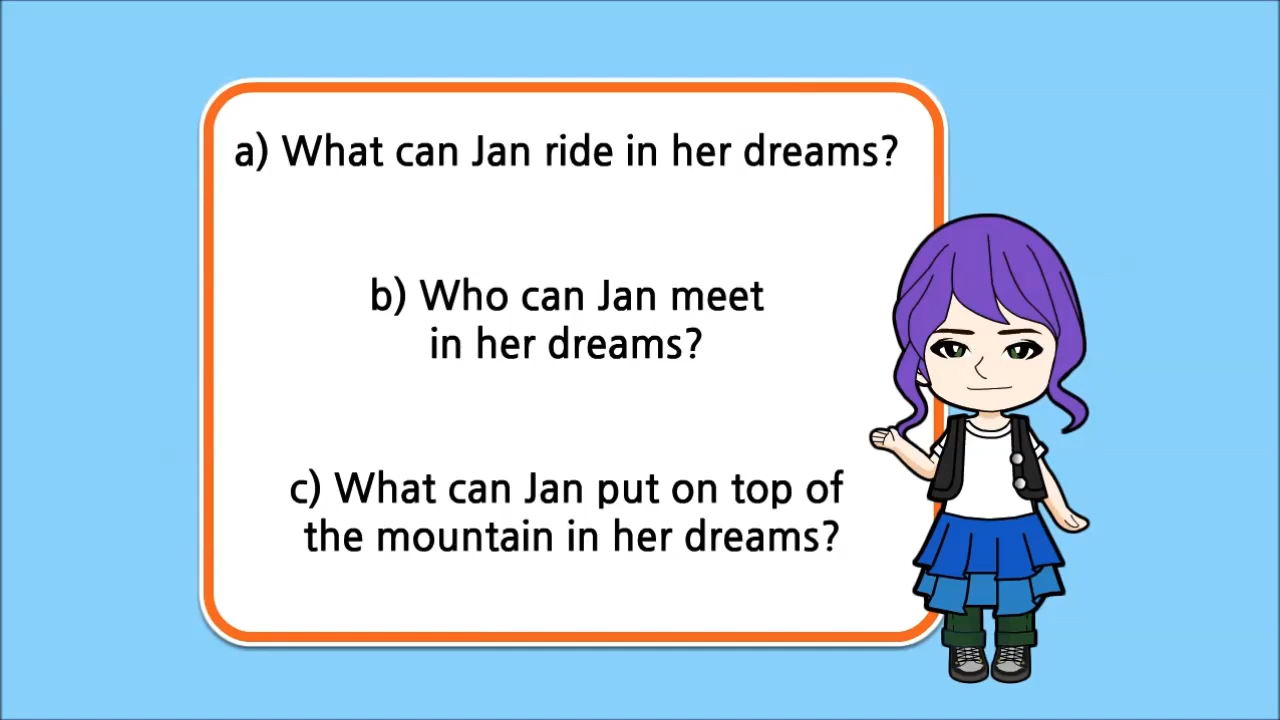 a) What can Jan ride in her dreams?
b) Who can Jan meet
in her dreams?
c) What can Jan put on top of
the mountain in her dreams?